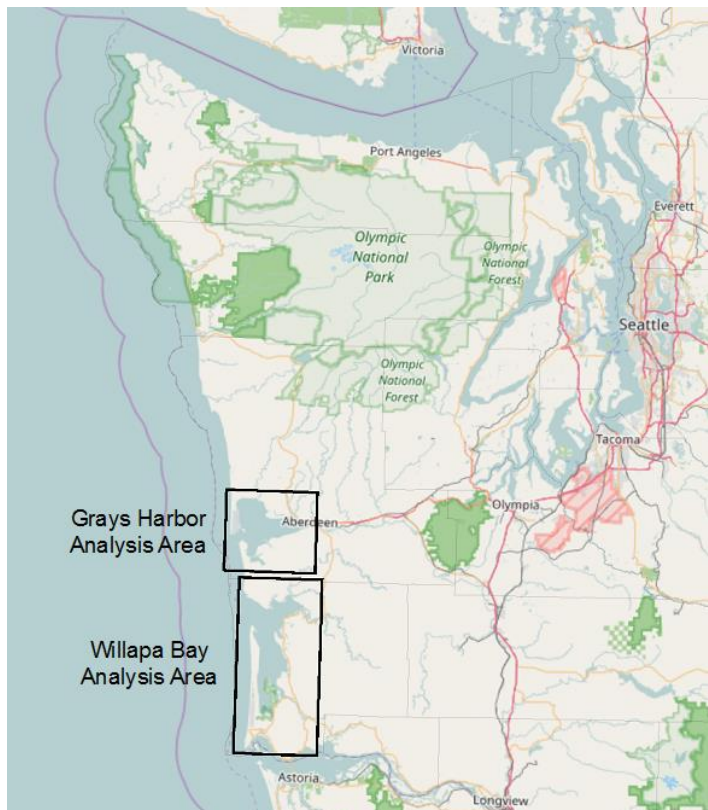 Victoria
Port Angeles
Everett
Olympic
National
Park
Olympic
National
Forest
Seattle
Olympic
National
Forest
Tacoma
Grays Harbor
Analysis Area
Aberdeen
Olympia
Willapa Bay
Analysis Area
Astoria
Longview